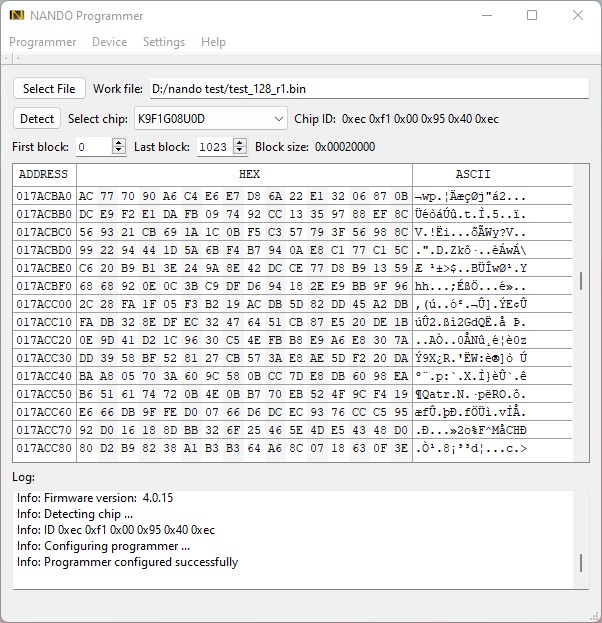 NANDO Programmer
Programmer Device Settings Help
Select File Work file: D:/nando test/test_128_r1.bin
Detect Select chip: K9F1G08U0D Chip ID: 0xec 0xf1 0x00 0x95 0x40 0xec
First block: 0 Last block: 1023 Block size: 0x00020000
ADDRESS HEX ASCII
017ACBA0 AC 77 70 90 A6 C4 E6 E7 D8 6A 22 E1 32 06 87 0B ¬wp.¦ÄæçØj"á2...
017ACBB0 DC E9 F2 E1 DA FB 09 74 92 CC 13 35 97 88 EF 8C ÜéòáÚû.t.Ì.5..ï.
017ACBC0 56 93 21 CB 69 1A 1C 0B F5 C3 57 79 3F 56 98 8C V.!Ëi...õÃWy?V..
017ACBD0 99 22 94 44 1D 5A 6B F4 B7 94 0A E8 C1 77 C1 5C .".D.Zkô·..èÁwÁ\
017ACBE0 C6 20 B9 B1 3E 24 9A 8E 42 DC CE 77 D8 B9 13 59 Æ ¹±>$..BÜÎwØ¹.Y
017ACBF0 68 68 92 0E 0C 3B C9 DF D6 94 18 2E E9 BB 9F 96 hh...;ÉßÖ...é»..
017ACC00 2C 28 FA 1F 05 F3 B2 19 AC DB 5D 82 DD 45 A2 DB ,(ú..ó².¬Û].ÝE¢Û
017ACC10 FA DB 32 8E DF EC 32 47 64 51 CB 87 E5 20 DE 1B úÛ2.ßì2GdQË.å Þ.
017ACC20 0E 9D 41 D2 1C 96 30 C5 4E FB B8 E9 A6 E8 30 7A ..AÒ..0ÅNû¸é¦è0z
017ACC30 DD 39 58 BF 52 81 27 CB 57 3A E8 AE 5D F2 20 DA Ý9X¿R.'ËW:è®]ò Ú
017ACC40 BA A8 05 70 3A 60 9C 58 0B CC 7D E8 DB 60 98 EA º¨.p:`.X.Ì}èÛ`.ê
017ACC50 B6 51 61 74 72 0B 4E 0B B7 70 EB 52 4F 9C F4 19 ¶Qatr.N.·pëRO.ô.
017ACC60 E6 66 DB 9F FE D0 07 66 D6 DC EC 93 76 CC C5 95 æfÛ.þÐ.fÖÜì.vÌÅ.
017ACC70 92 D0 16 18 8D BB 32 6F 25 46 5E 4D E5 43 48 D0 .Ð...»2o%F^MåCHÐ
017ACC80 80 D2 B9 82 38 A1 B3 B3 64 A6 8C 07 18 63 0F 3E .Ò¹.8¡³³d¦...c.>
Log:
Info: Firmware version: 4.0.15
Info: Detecting chip ...
Info: ID 0xec 0xf1 0x00 0x95 0x40 0xec
Info: Configuring programmer ...
Info: Programmer configured successfully